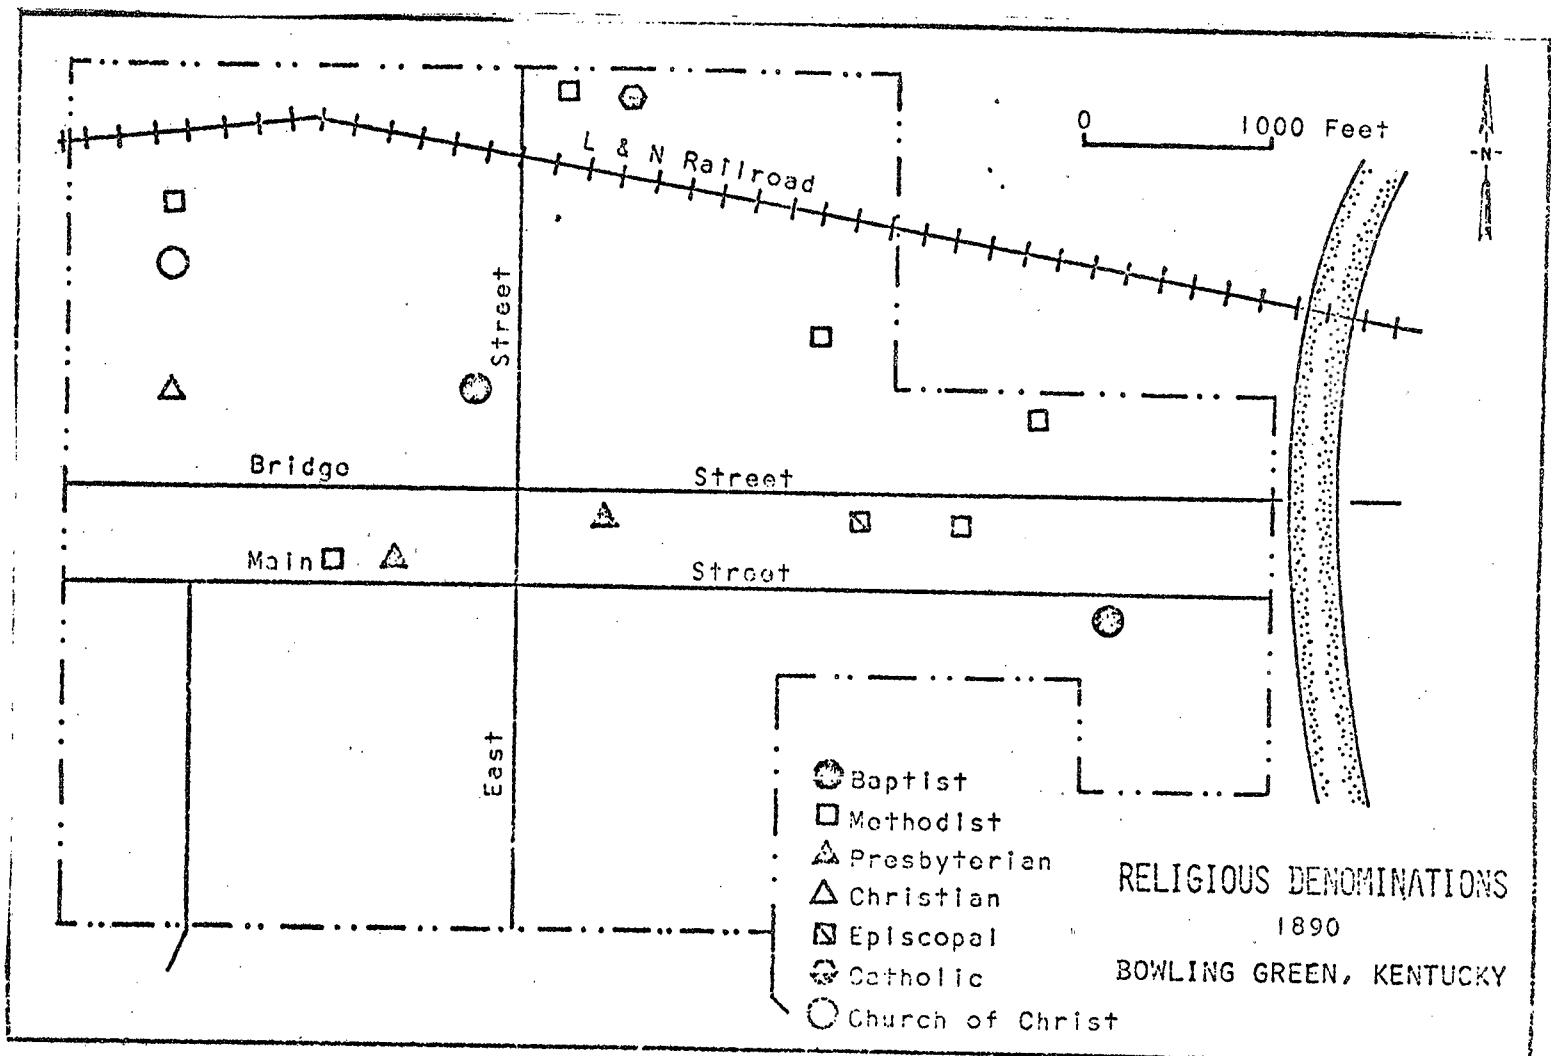 0 1000 Feet
-N-
L & N Railroad
Street
Bridge Street
Main Street
East
Baptist
Methodist
Presbyterian
Christian
Episcopal
Catholic
Church of Christ
RELIGIOUS DENOMINATIONS
1890
BOWLING GREEN, KENTUCKY